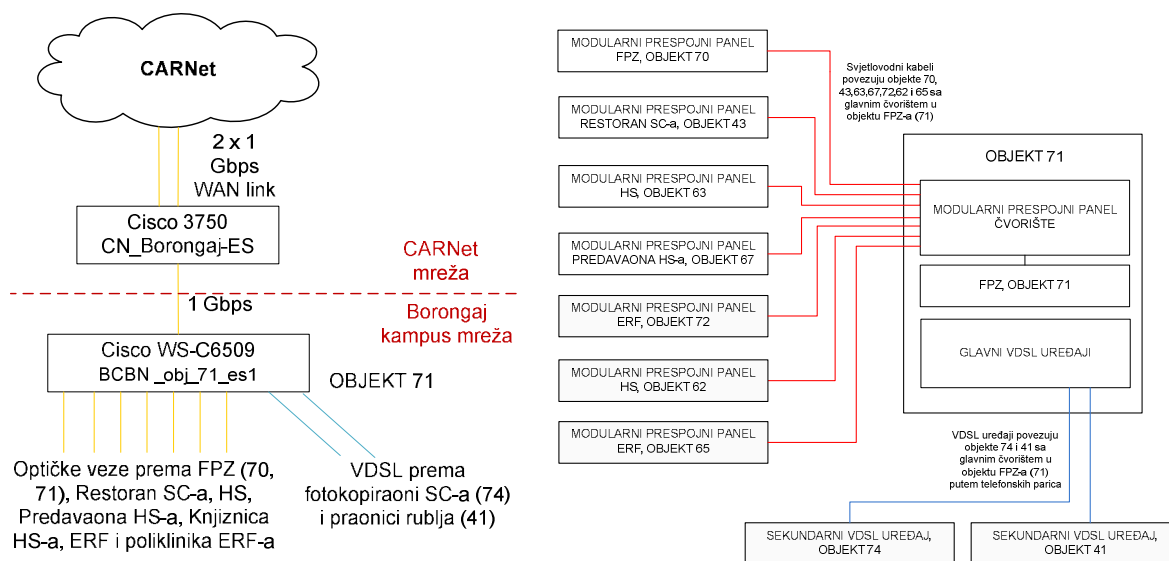 CARNet
2 x 1
Gbps
WAN link
Cisco 3750
CN_Borongaj-ES
CARNet
mreža
1 Gbps
Borongaj
kampus mreža
Cisco WS-C6509
BCBN _obj_71_es1
OBJEKT 71
Optičke veze prema FPZ (70,
71), Restoran SC-a, HS,
Predavaona HS-a, Knjiznica
HS-a, ERF i poliklinika ERF-a
VDSL prema
fotokopiraoni SC-a (74)
i praonici rublja (41)
MODULARNI PRESPOJNI PANEL
FPZ, OBJEKT 70
MODULARNI PRESPOJNI PANEL
RESTORAN SC-a, OBJEKT 43
MODULARNI PRESPOJNI PANEL
HS, OBJEKT 63
MODULARNI PRESPOJNI PANEL
PREDAVAONA HS-a, OBJEKT 67
MODULARNI PRESPOJNI PANEL
ERF, OBJEKT 72
MODULARNI PRESPOJNI PANEL
HS, OBJEKT 62
MODULARNI PRESPOJNI PANEL
ERF, OBJEKT 65
Svjetlovodni kabeli
povezuju objekte 70,
43,63,67,72,62 i 65 sa
glavnim čvorištem u
objektu FPZ-a (71)
OBJEKT 71
MODULARNI PRESPOJNI PANEL
ČVORIŠTE
FPZ, OBJEKT 71
GLAVNI VDSL UREĐAJI
VDSL uređaji povezuju
objekte 74 i 41 sa
glavnim čvorištem u
objektu FPZ-a (71)
putem telefonskih parica
SEKUNDARNI VDSL UREĐAJ,
OBJEKT 74
SEKUNDARNI VDSL UREĐAJ,
OBJEKT 41